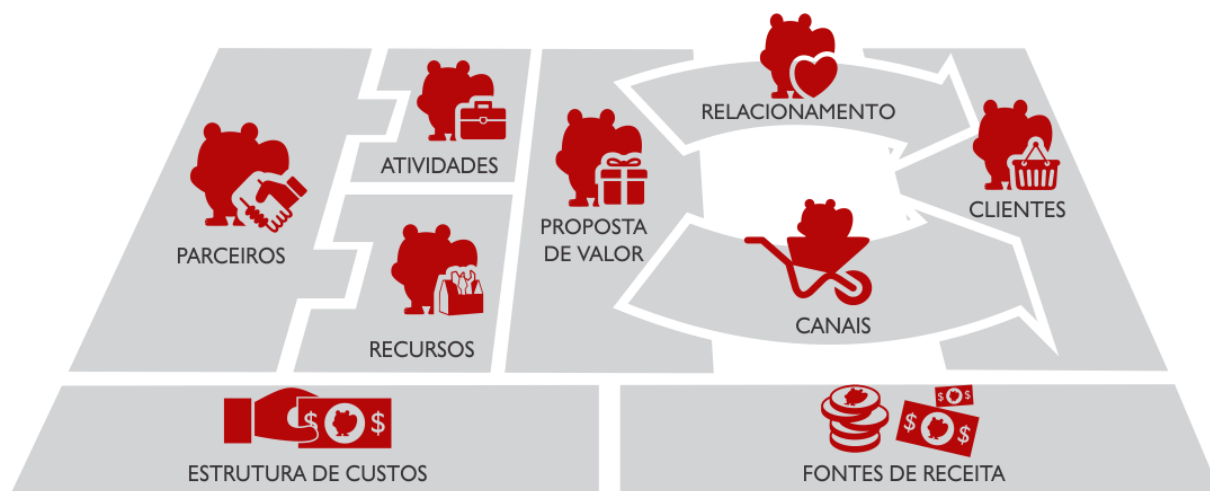 RELACIONAMENTO
ATIVIDADES
PARCEIROS
PROPOSTA
DE VALOR
CLIENTES
RECURSOS
CANAIS
$ $
ESTRUTURA DE CUSTOS
$ $
$ $
FONTES DE RECEITA